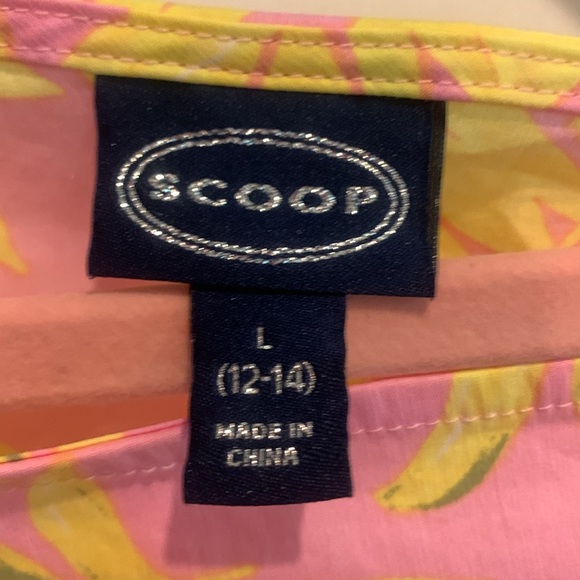 SCOOP
L
(12-14)
MADE IN
CHINA